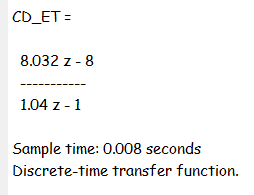 CD_ET =
8.032 z - 8
-----------
1.04 z - 1
Sample time: 0.008 seconds
Discrete-time transfer function.